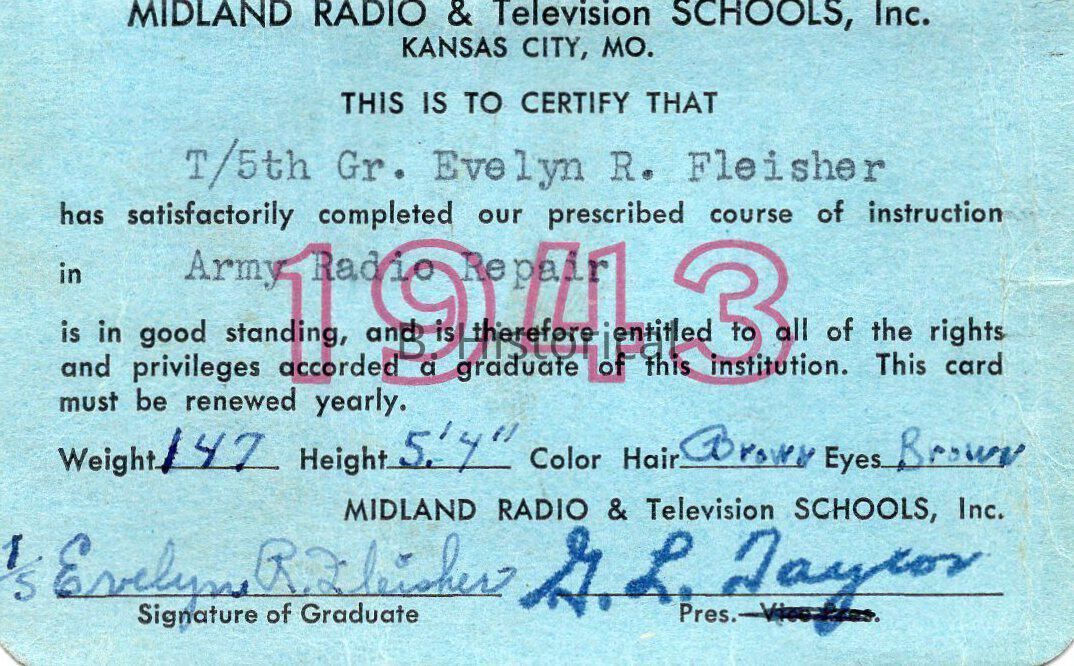 MIDLAND RADIO & Television SCHOOLS, Inc.
KANSAS CITY, MO.
THIS IS TO CERTIFY THAT
T/5th Gr. Evelyn R. Fleisher
has satisfactorily completed our prescribed course of instruction
in Army Radio Repair
1943
is in good standing, and is therefore entitled to all of the rights
B Historical
and privileges accorded a graduate of this institution. This card
must be renewed yearly.
Weight 147 Height 5'4" Color Hair Brown Eyes Brown
MIDLAND RADIO & Television SCHOOLS, Inc.
T/5 Evelyn R. Fleisher G. L. Taylor
Signature of Graduate Pres.—Vice Pres.